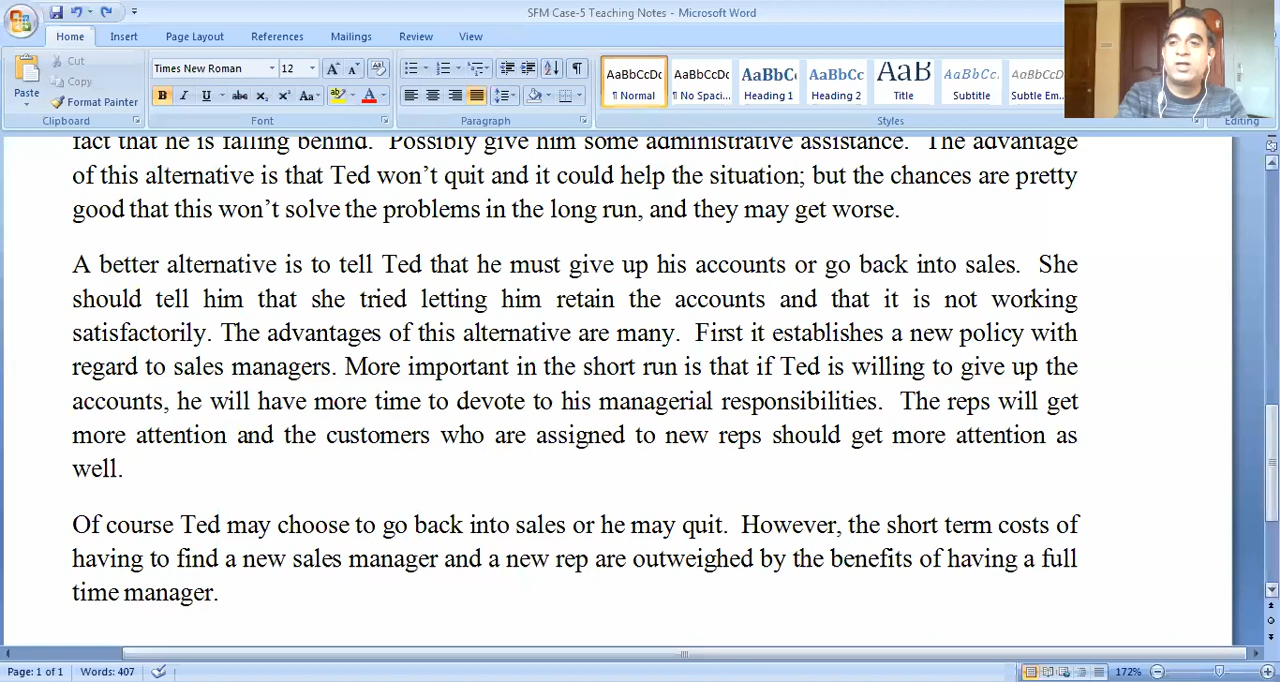 SFM Case-5 Teaching Notes - Microsoft Word
Home Insert Page Layout References Mailings Review View
Paste
Cut
Copy
Format Painter
Clipboard
Times New Roman 12
Font
Paragraph
AaBbCcDc AaBbCcDc AaBbC AaBbCc AaB AaBbCc. AaBbCcDc
¶ Normal ¶ No Spaci... Heading 1 Heading 2 Title Subtitle Subtle Em...
Styles
Editing
fact that he is falling behind. Possibly give him some administrative assistance. The advantage
of this alternative is that Ted won’t quit and it could help the situation; but the chances are pretty
good that this won’t solve the problems in the long run, and they may get worse.
A better alternative is to tell Ted that he must give up his accounts or go back into sales. She
should tell him that she tried letting him retain the accounts and that it is not working
satisfactorily. The advantages of this alternative are many. First it establishes a new policy with
regard to sales managers. More important in the short run is that if Ted is willing to give up the
accounts, he will have more time to devote to his managerial responsibilities. The reps will get
more attention and the customers who are assigned to new reps should get more attention as
well.
Of course Ted may choose to go back into sales or he may quit. However, the short term costs of
having to find a new sales manager and a new rep are outweighed by the benefits of having a full
time manager.
Page: 1 of 1 Words: 407 172%